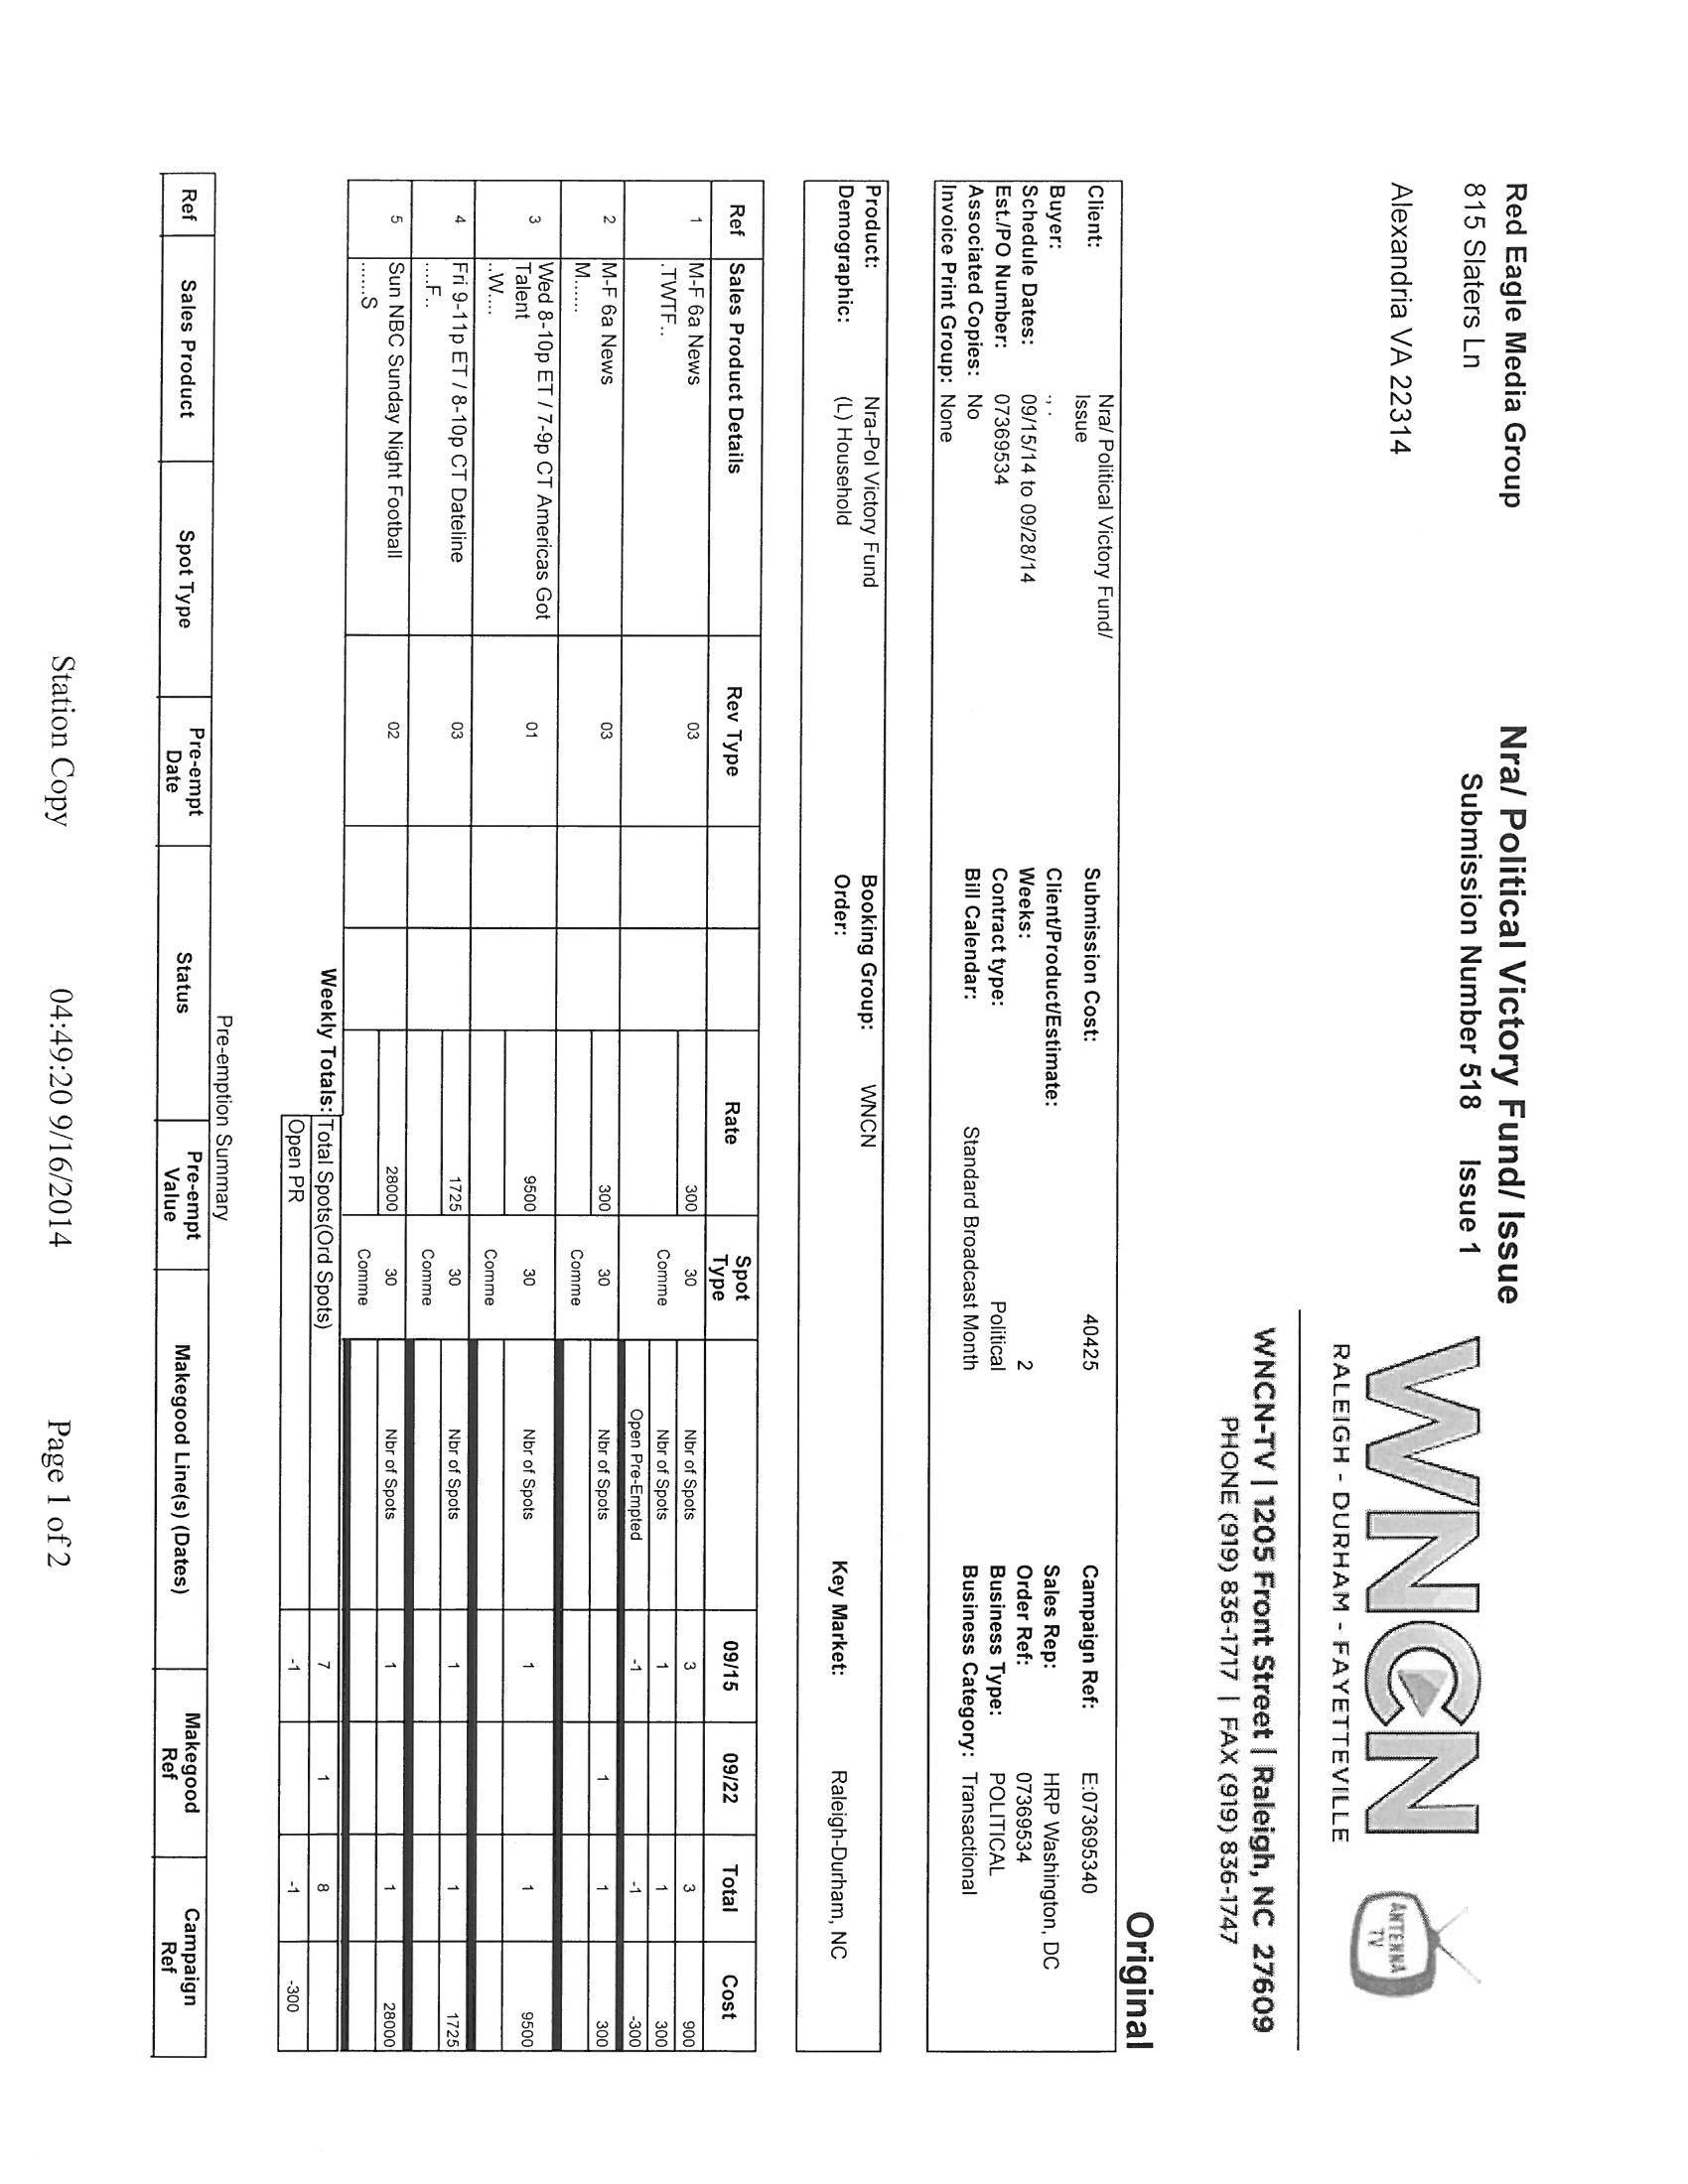 Red Eagle Media Group
815 Slaters Ln
Alexandria VA 22314
Nra/ Political Victory Fund/ Issue
Submission Number 518 Issue 1
WNCN
ANTENNA TV
RALEIGH - DURHAM - FAYETTEVILLE
WNCN-TV | 1205 Front Street | Raleigh, NC 27609
PHONE (919) 836-1717 | FAX (919) 836-1747
Original
Client: Nra/ Political Victory Fund/ Issue Submission Cost: 40425 Campaign Ref: E:073695340
Buyer: ., . Client/Product/Estimate: Sales Rep: HRP Washington, DC
Schedule Dates: 09/15/14 to 09/28/14 Weeks: 2 Order Ref: 07369534
Est./PO Number: 07369534 Contract type: Political Business Type: POLITICAL
Associated Copies: No Bill Calendar: Standard Broadcast Month Business Category: Transactional
Invoice Print Group: None
Product: Nra-Pol Victory Fund Booking Group: WNCN
Demographic: (L) Household Order: Key Market: Raleigh-Durham, NC
Ref Sales Product Details Rev Type Rate Spot Type 09/15 09/22 Total Cost
1 M-F 6a News 03 300 30 Nbr of Spots 3 3 900
.TWTF.. Comme Nbr of Spots 1 1 300
Open Pre-Empted -1 -1 -300
2 M-F 6a News 03 300 30 Nbr of Spots 1 1 300
M...... Comme
3 Wed 8-10p ET / 7-9p CT Americas Got 01 9500 30 Nbr of Spots 1 1 9500
Talent
..W.... Comme
4 Fri 9-11p ET / 8-10p CT Dateline 03 1725 30 Nbr of Spots 1 1 1725
....F.. Comme
5 Sun NBC Sunday Night Football 02 28000 30 Nbr of Spots 1 1 28000
......S Comme
Weekly Totals: Total Spots(Ord Spots) 7 1 8
Open PR -1 -1 -300
Pre-emption Summary
Ref Sales Product Spot Type Pre-empt Date Status Pre-empt Value Makegood Line(s) (Dates) Makegood Ref Campaign Ref
Station Copy 04:49:20 9/16/2014 Page 1 of 2